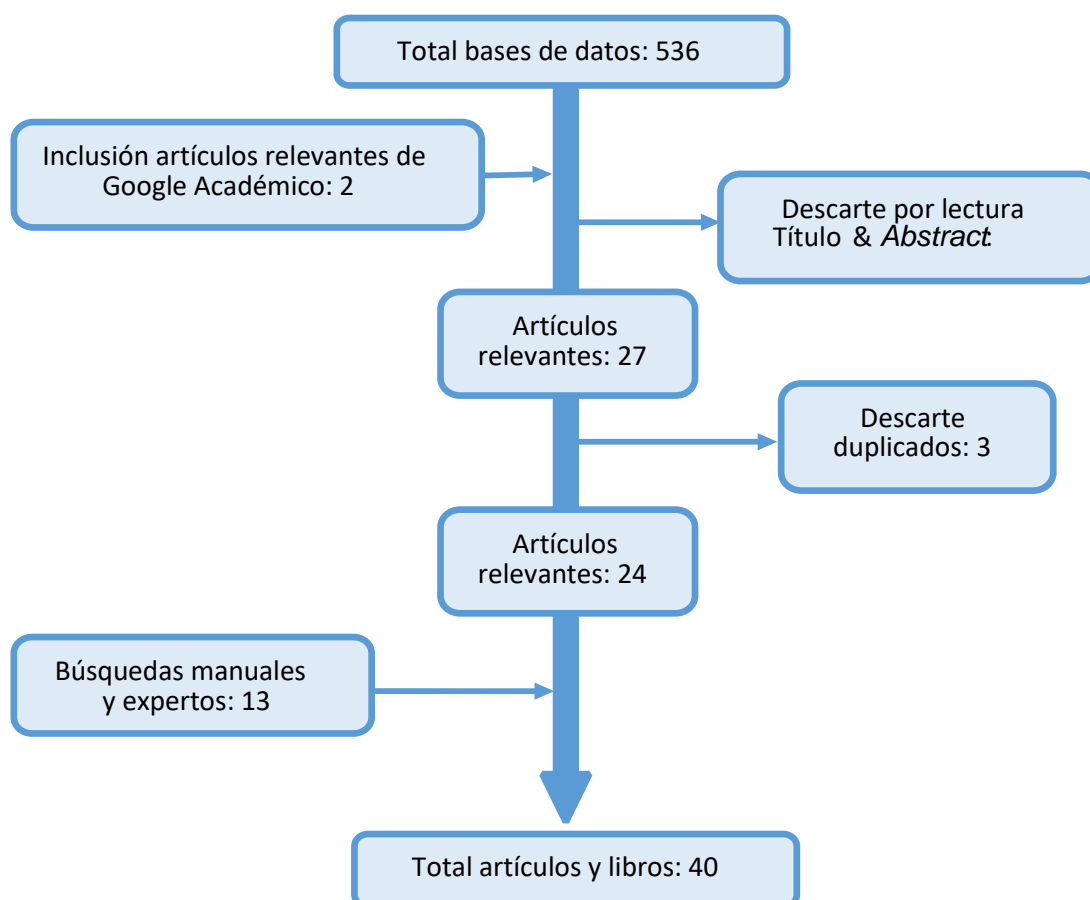 Total bases de datos: 536
Inclusión artículos relevantes de
Google Académico: 2
Descarte por lectura
Título & Abstract:
Artículos
relevantes: 27
Descarte
duplicados: 3
Artículos
relevantes: 24
Búsquedas manuales
y expertos: 13
Total artículos y libros: 40